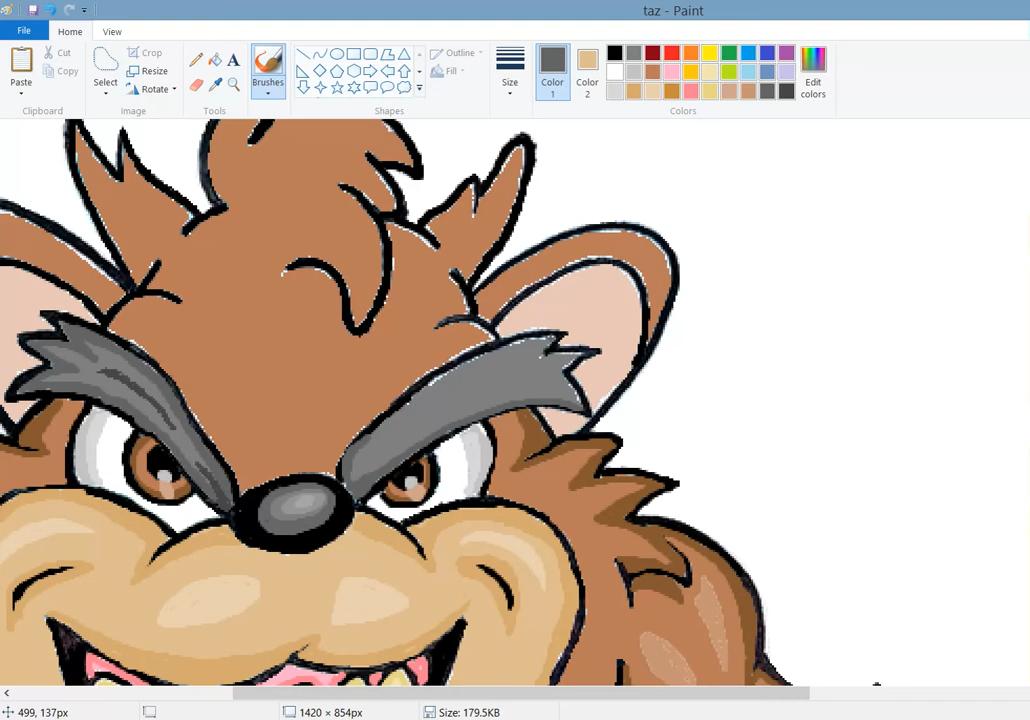 taz - Paint
File Home View
Paste Cut Copy
Select Crop Resize Rotate
A
Brushes
Outline Fill
Size
Color 1
Color 2
Edit colors
Clipboard Image Tools Shapes Colors
499, 137px 1420 × 854px Size: 179.5KB